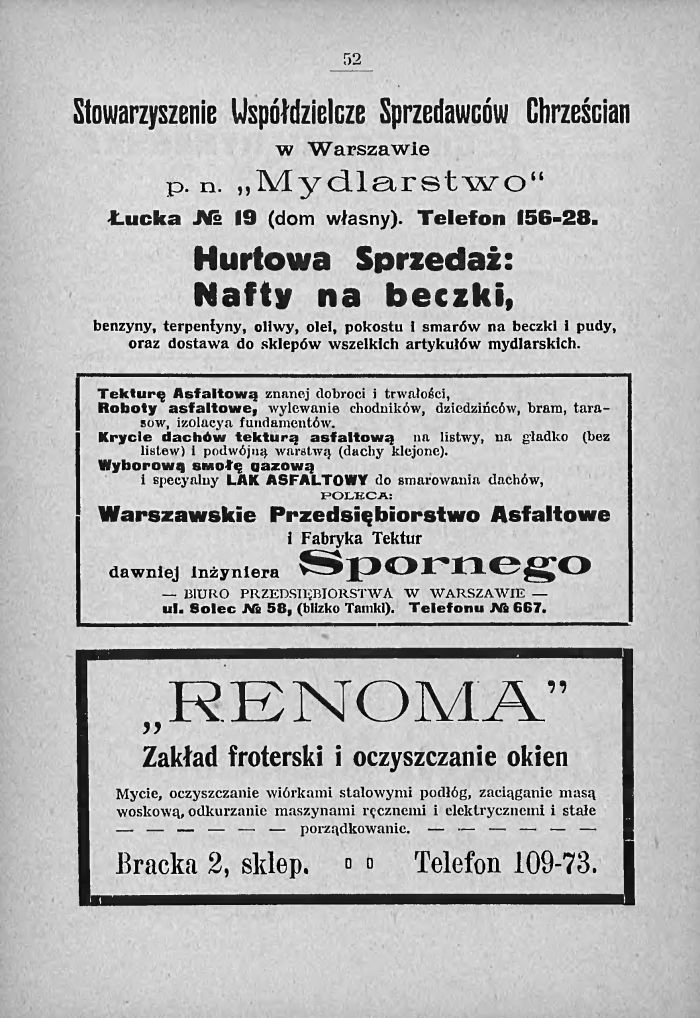 52
Stowarzyszenie Współdzielcze Sprzedawców Chrześcian
w Warszawie
p. n. „Mydlarstwo“
Łucka № 19 (dom własny). Telefon 156-28.
Hurtowa Sprzedaż:
Nafty na beczki,
benzyny, terpentyny, oliwy, olei, pokostu i smarów na beczki i pudy,
oraz dostawa do sklepów wszelkich artykułów mydlarskich.
Tekturę Asfaltową znanej dobroci i trwałości,
Roboty asfaltowe, wylewanie chodników, dziedzińców, bram, tara-
sow, izolacya fundamentów.
Krycie dachów tekturą asfaltową na listwy, na gładko (bez
listew) i podwójną warstwą (dachy klejone).
Wyborową smołę gazową
i specyalny LAK ASFALTOWY do smarowania dachów,
POLECA:
Warszawskie Przedsiębiorstwo Asfaltowe
i Fabryka Tektur
dawniej Inżyniera Spornego
— BIURO PRZEDSIĘBIORSTWA W WARSZAWIE —
ul. Solec № 58, (blizko Tamki). Telefonu № 667.
„RENOMA”
Zakład froterski i oczyszczanie okien
Mycie, oczyszczanie wiórkami stalowymi podłóg, zaciąganie masą
woskową, odkurzanie maszynami ręcznemi i elektrycznemi i stałe
— — — — — — porządkowanie. — — — — — —
Bracka 2, sklep. ▫ ▫ Telefon 109-73.